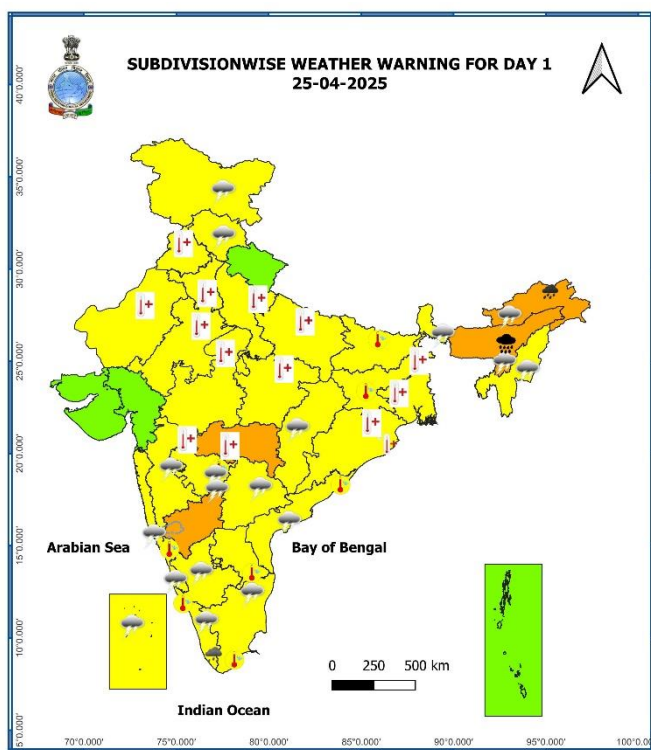 SUBDIVISIONWISE WEATHER WARNING FOR DAY 1
25-04-2025
40°0.000'
35°0.000'
30°0.000'
25°0.000'
20°0.000'
15°0.000'
10°0.000'
5°0.000'
Arabian Sea
Bay of Bengal
0 250 500 km
Indian Ocean
70°0.000' 75°0.000' 80°0.000' 85°0.000' 90°0.000' 95°0.000' 100°0.0